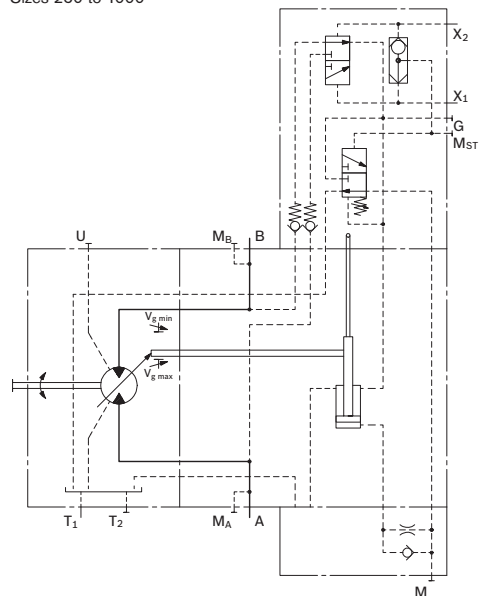 Sizes 250 to 1000
X2
X1
G
MST
U
MB
B
Vg min
Vg max
T1
T2
MA
A
M